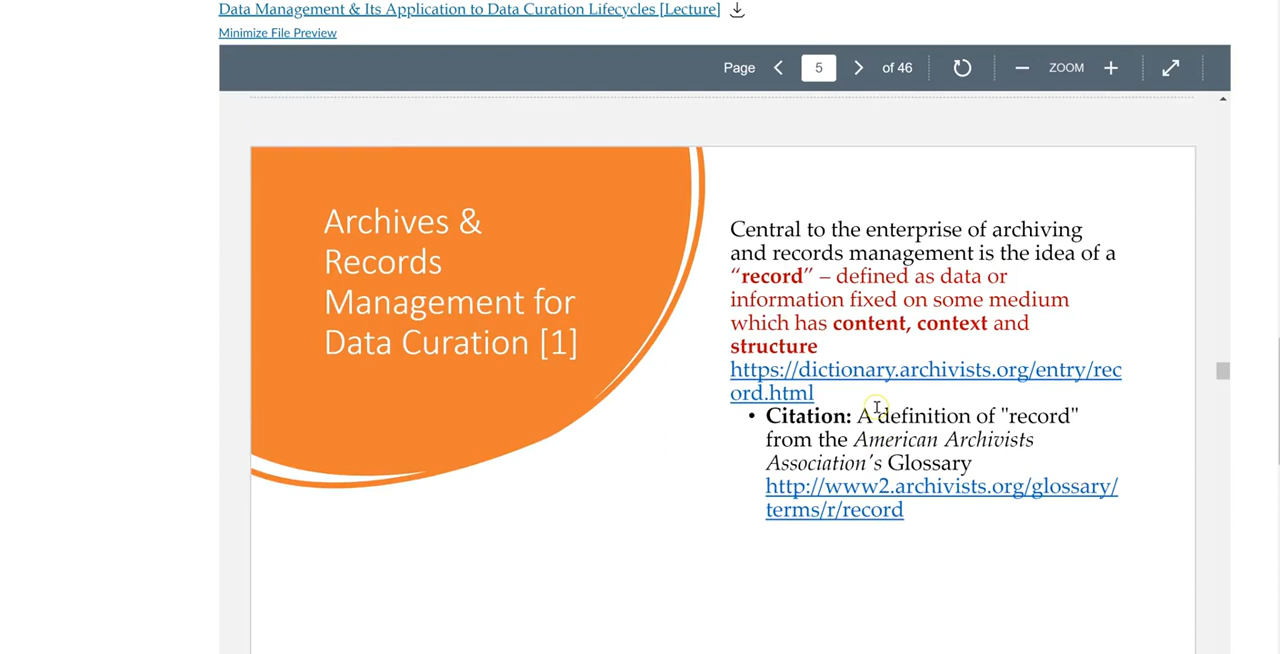 Data Management & Its Application to Data Curation Lifecycles [Lecture]
Minimize File Preview
Page 5 of 46 ZOOM
Archives &
Records
Management for
Data Curation [1]
Central to the enterprise of archiving
and records management is the idea of a
“record” – defined as data or
information fixed on some medium
which has content, context and
structure
https://dictionary.archivists.org/entry/rec
ord.html
• Citation: A definition of "record"
from the American Archivists
Association's Glossary
http://www2.archivists.org/glossary/
terms/r/record